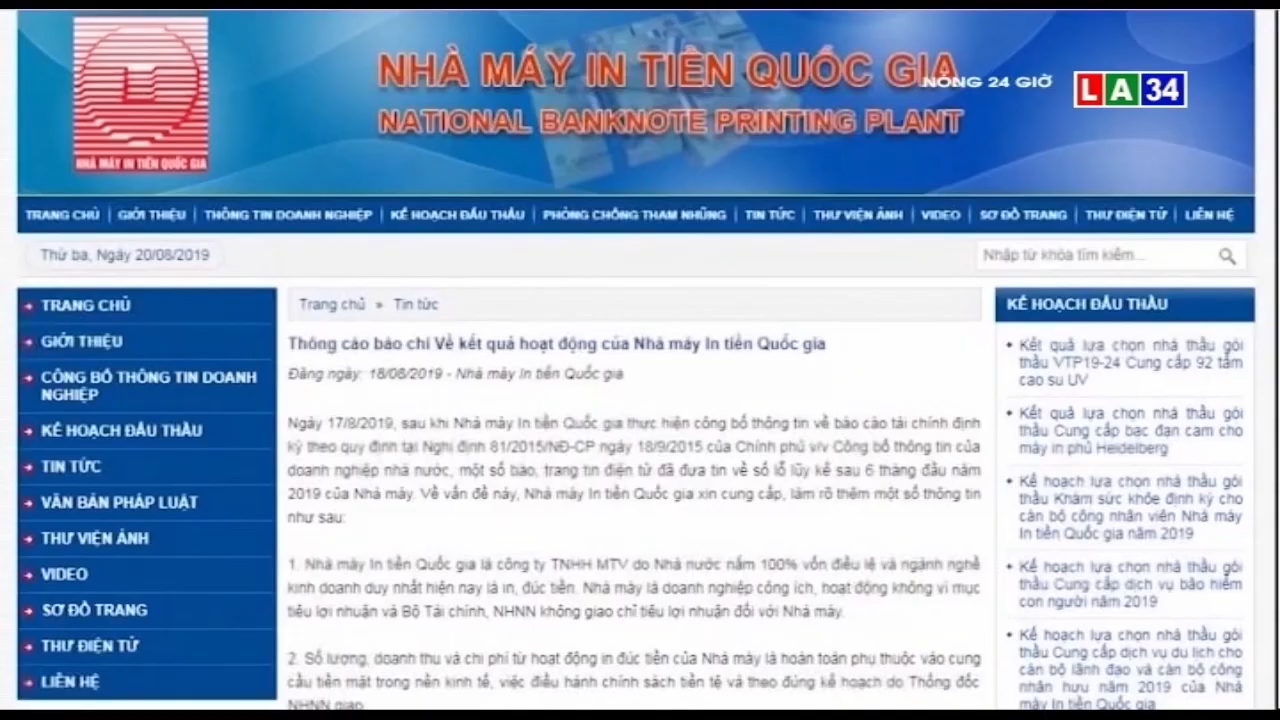 NHÀ MÁY IN TIỀN QUỐC GIA
NÓNG 24 GIỜ
LA34
NATIONAL BANKNOTE PRINTING PLANT
NHÀ MÁY IN TIỀN QUỐC GIA
TRANG CHỦ | GIỚI THIỆU | THÔNG TIN DOANH NGHIỆP | KẾ HOẠCH ĐẤU THẦU | PHÒNG CHỐNG THAM NHŨNG | TIN TỨC | THƯ VIỆN ẢNH | VIDEO | SƠ ĐỒ TRANG | THƯ ĐIỆN TỬ | LIÊN HỆ
Thứ ba, Ngày 20/08/2019
Nhập từ khóa tìm kiếm...
TRANG CHỦ
GIỚI THIỆU
CÔNG BỐ THÔNG TIN DOANH
NGHIỆP
KẾ HOẠCH ĐẤU THẦU
TIN TỨC
VĂN BẢN PHÁP LUẬT
THƯ VIỆN ẢNH
VIDEO
SƠ ĐỒ TRANG
THƯ ĐIỆN TỬ
LIÊN HỆ
Trang chủ » Tin tức
Thông cáo báo chí Về kết quả hoạt động của Nhà máy In tiền Quốc gia
Đăng ngày: 18/08/2019 - Nhà máy In tiền Quốc gia
Ngày 17/8/2019, sau khi Nhà máy In tiền Quốc gia thực hiện công bố thông tin về báo cáo tài chính định
kỳ theo quy định tại Nghị định 81/2015/NĐ-CP ngày 18/9/2015 của Chính phủ v/v Công bố thông tin của
doanh nghiệp nhà nước, một số báo, trang tin điện tử đã đưa tin về số lỗ lũy kế sau 6 tháng đầu năm
2019 của Nhà máy. Về vấn đề này, Nhà máy In tiền Quốc gia xin cung cấp, làm rõ thêm một số thông tin
như sau:
1. Nhà máy In tiền Quốc gia là công ty TNHH MTV do Nhà nước nắm 100% vốn điều lệ và ngành nghề
kinh doanh duy nhất hiện nay là in, đúc tiền. Nhà máy là doanh nghiệp công ích, hoạt động không vì mục
tiêu lợi nhuận và Bộ Tài chính, NHNN không giao chỉ tiêu lợi nhuận đối với Nhà máy.
2. Số lượng, doanh thu và chi phí từ hoạt động in đúc tiền của Nhà máy là hoàn toàn phụ thuộc vào cung
cầu tiền mặt trong nền kinh tế, việc điều hành chính sách tiền tệ và theo đúng kế hoạch do Thống đốc
NHNN giao
KẾ HOẠCH ĐẤU THẦU
• Kết quả lựa chọn nhà thầu gói
thầu VTP19-24 Cung cấp 92 tấm
cao su UV
• Kết quả lựa chọn nhà thầu gói
thầu Cung cấp bạc đạn cam cho
máy in phủ Heidelberg
• Kế hoạch lựa chọn nhà thầu gói
thầu Khám sức khỏe định kỳ cho
cán bộ công nhân viên Nhà máy
In tiền Quốc gia năm 2019
• Kế hoạch lựa chọn nhà thầu gói
thầu Cung cấp dịch vụ bảo hiểm
con người năm 2019
• Kế hoạch lựa chọn nhà thầu gói
thầu Cung cấp dịch vụ du lịch cho
cán bộ lãnh đạo và cán bộ công
nhân hưu năm 2019 của Nhà
máy In tiền Quốc gia